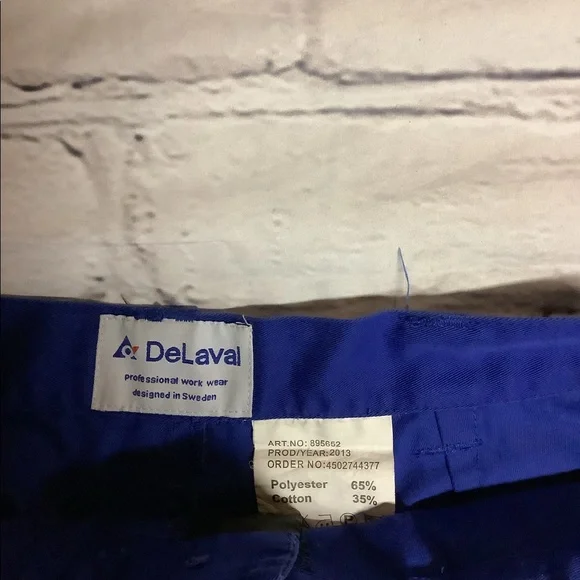 DeLaval
professional work wear
designed in Sweden
ART.NO: 895652
PROD/YEAR:2013
ORDER NO:4502744377
Polyester 65%
Cotton 35%